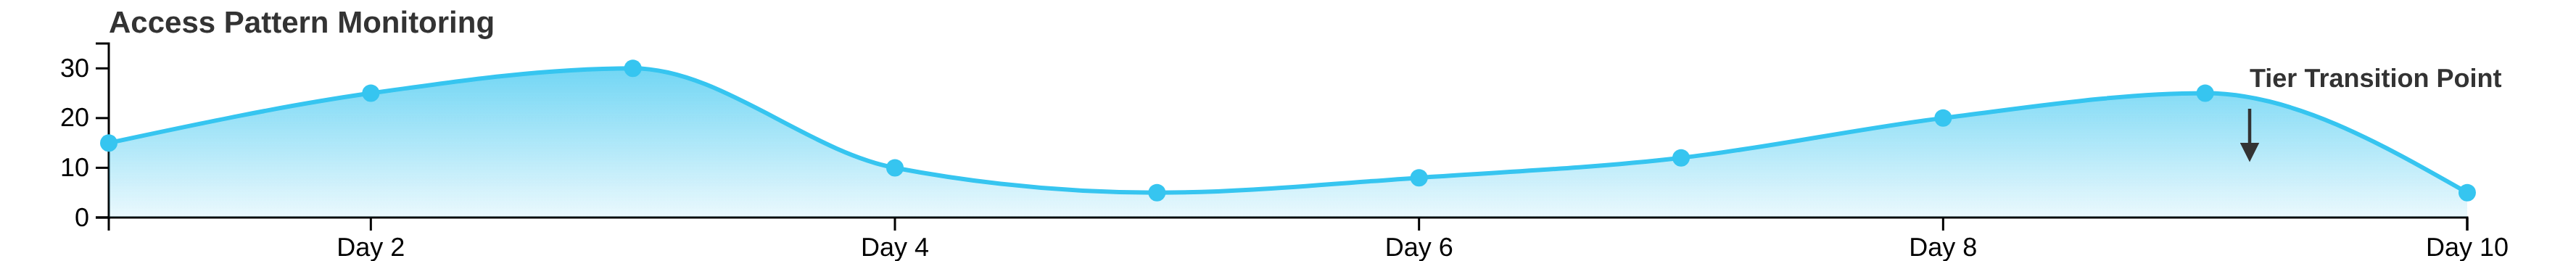 Access Pattern Monitoring
30
Tier Transition Point
20
10
0
Day 2
Day 4
Day 6
Day 8
Day 10